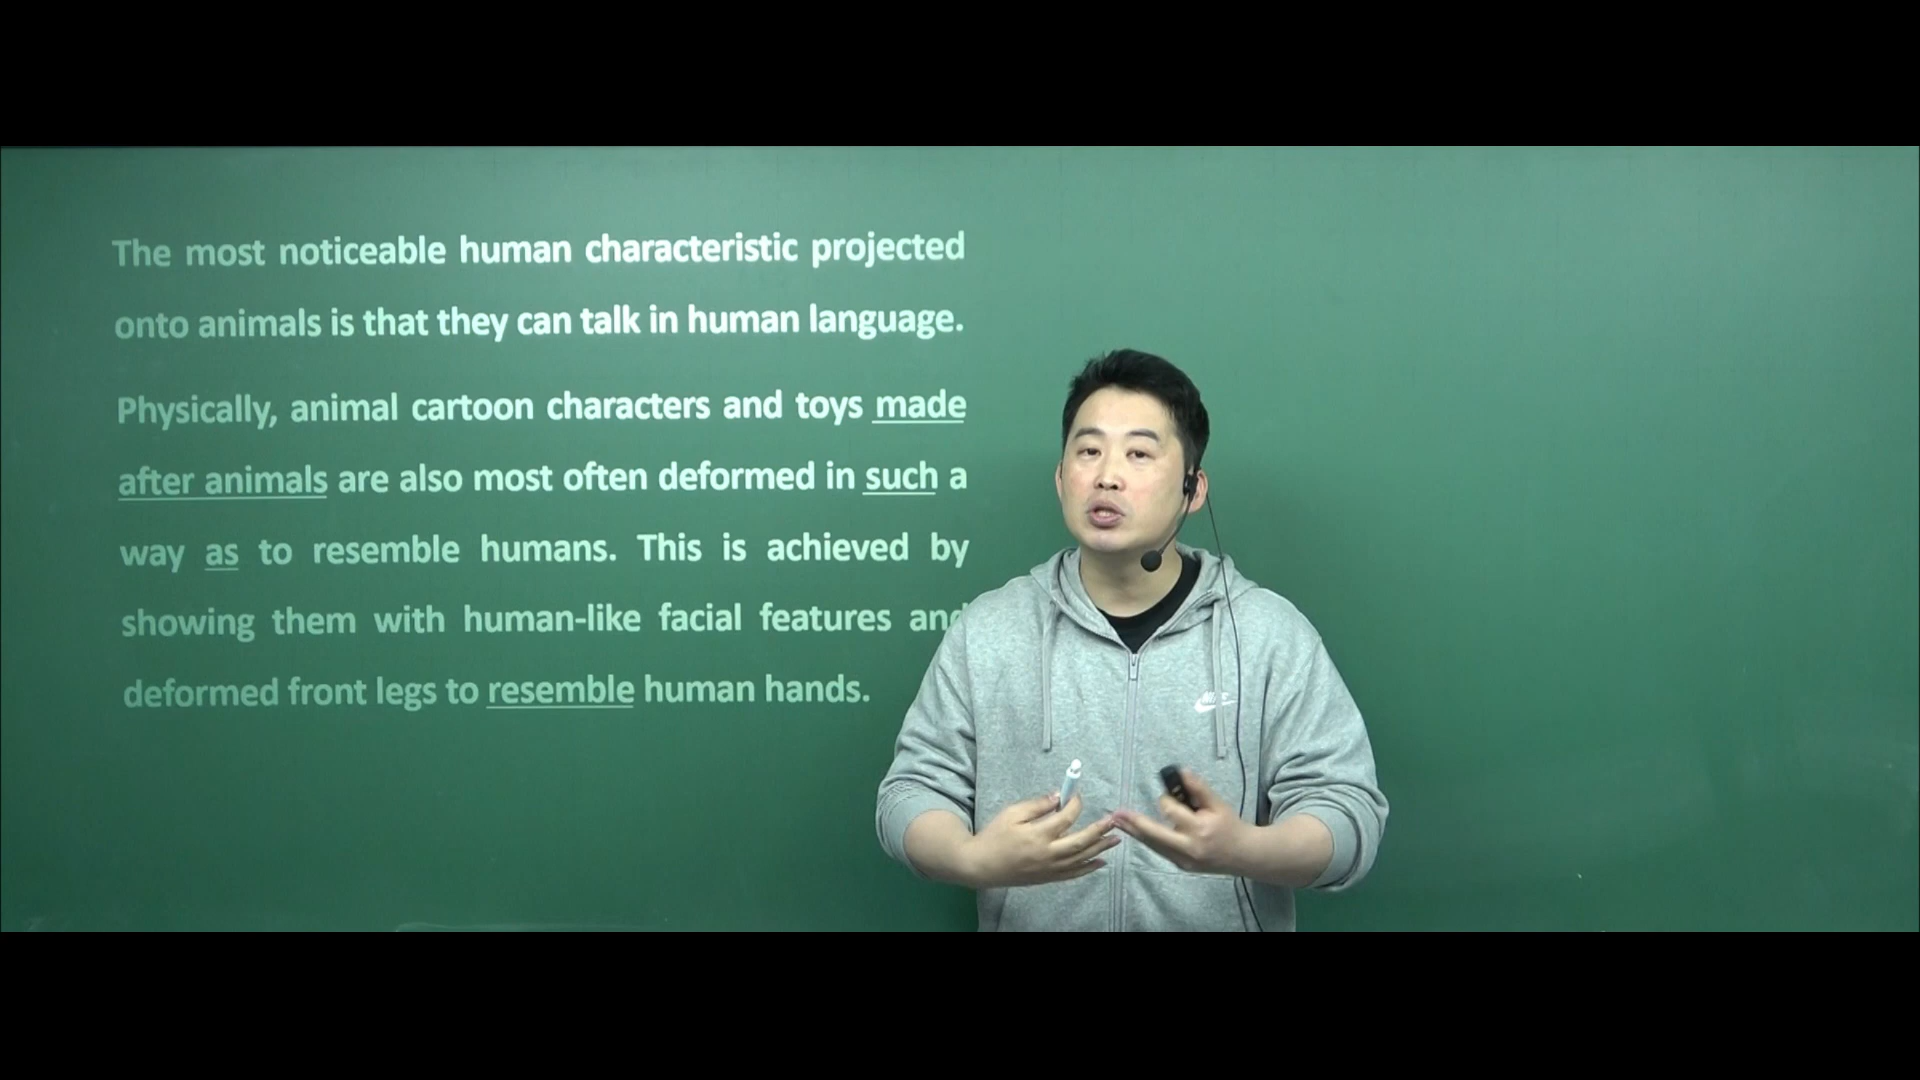 The most noticeable human characteristic projected
onto animals is that they can talk in human language.
Physically, animal cartoon characters and toys made
after animals are also most often deformed in such a
way as to resemble humans. This is achieved by
showing them with human-like facial features and
deformed front legs to resemble human hands.